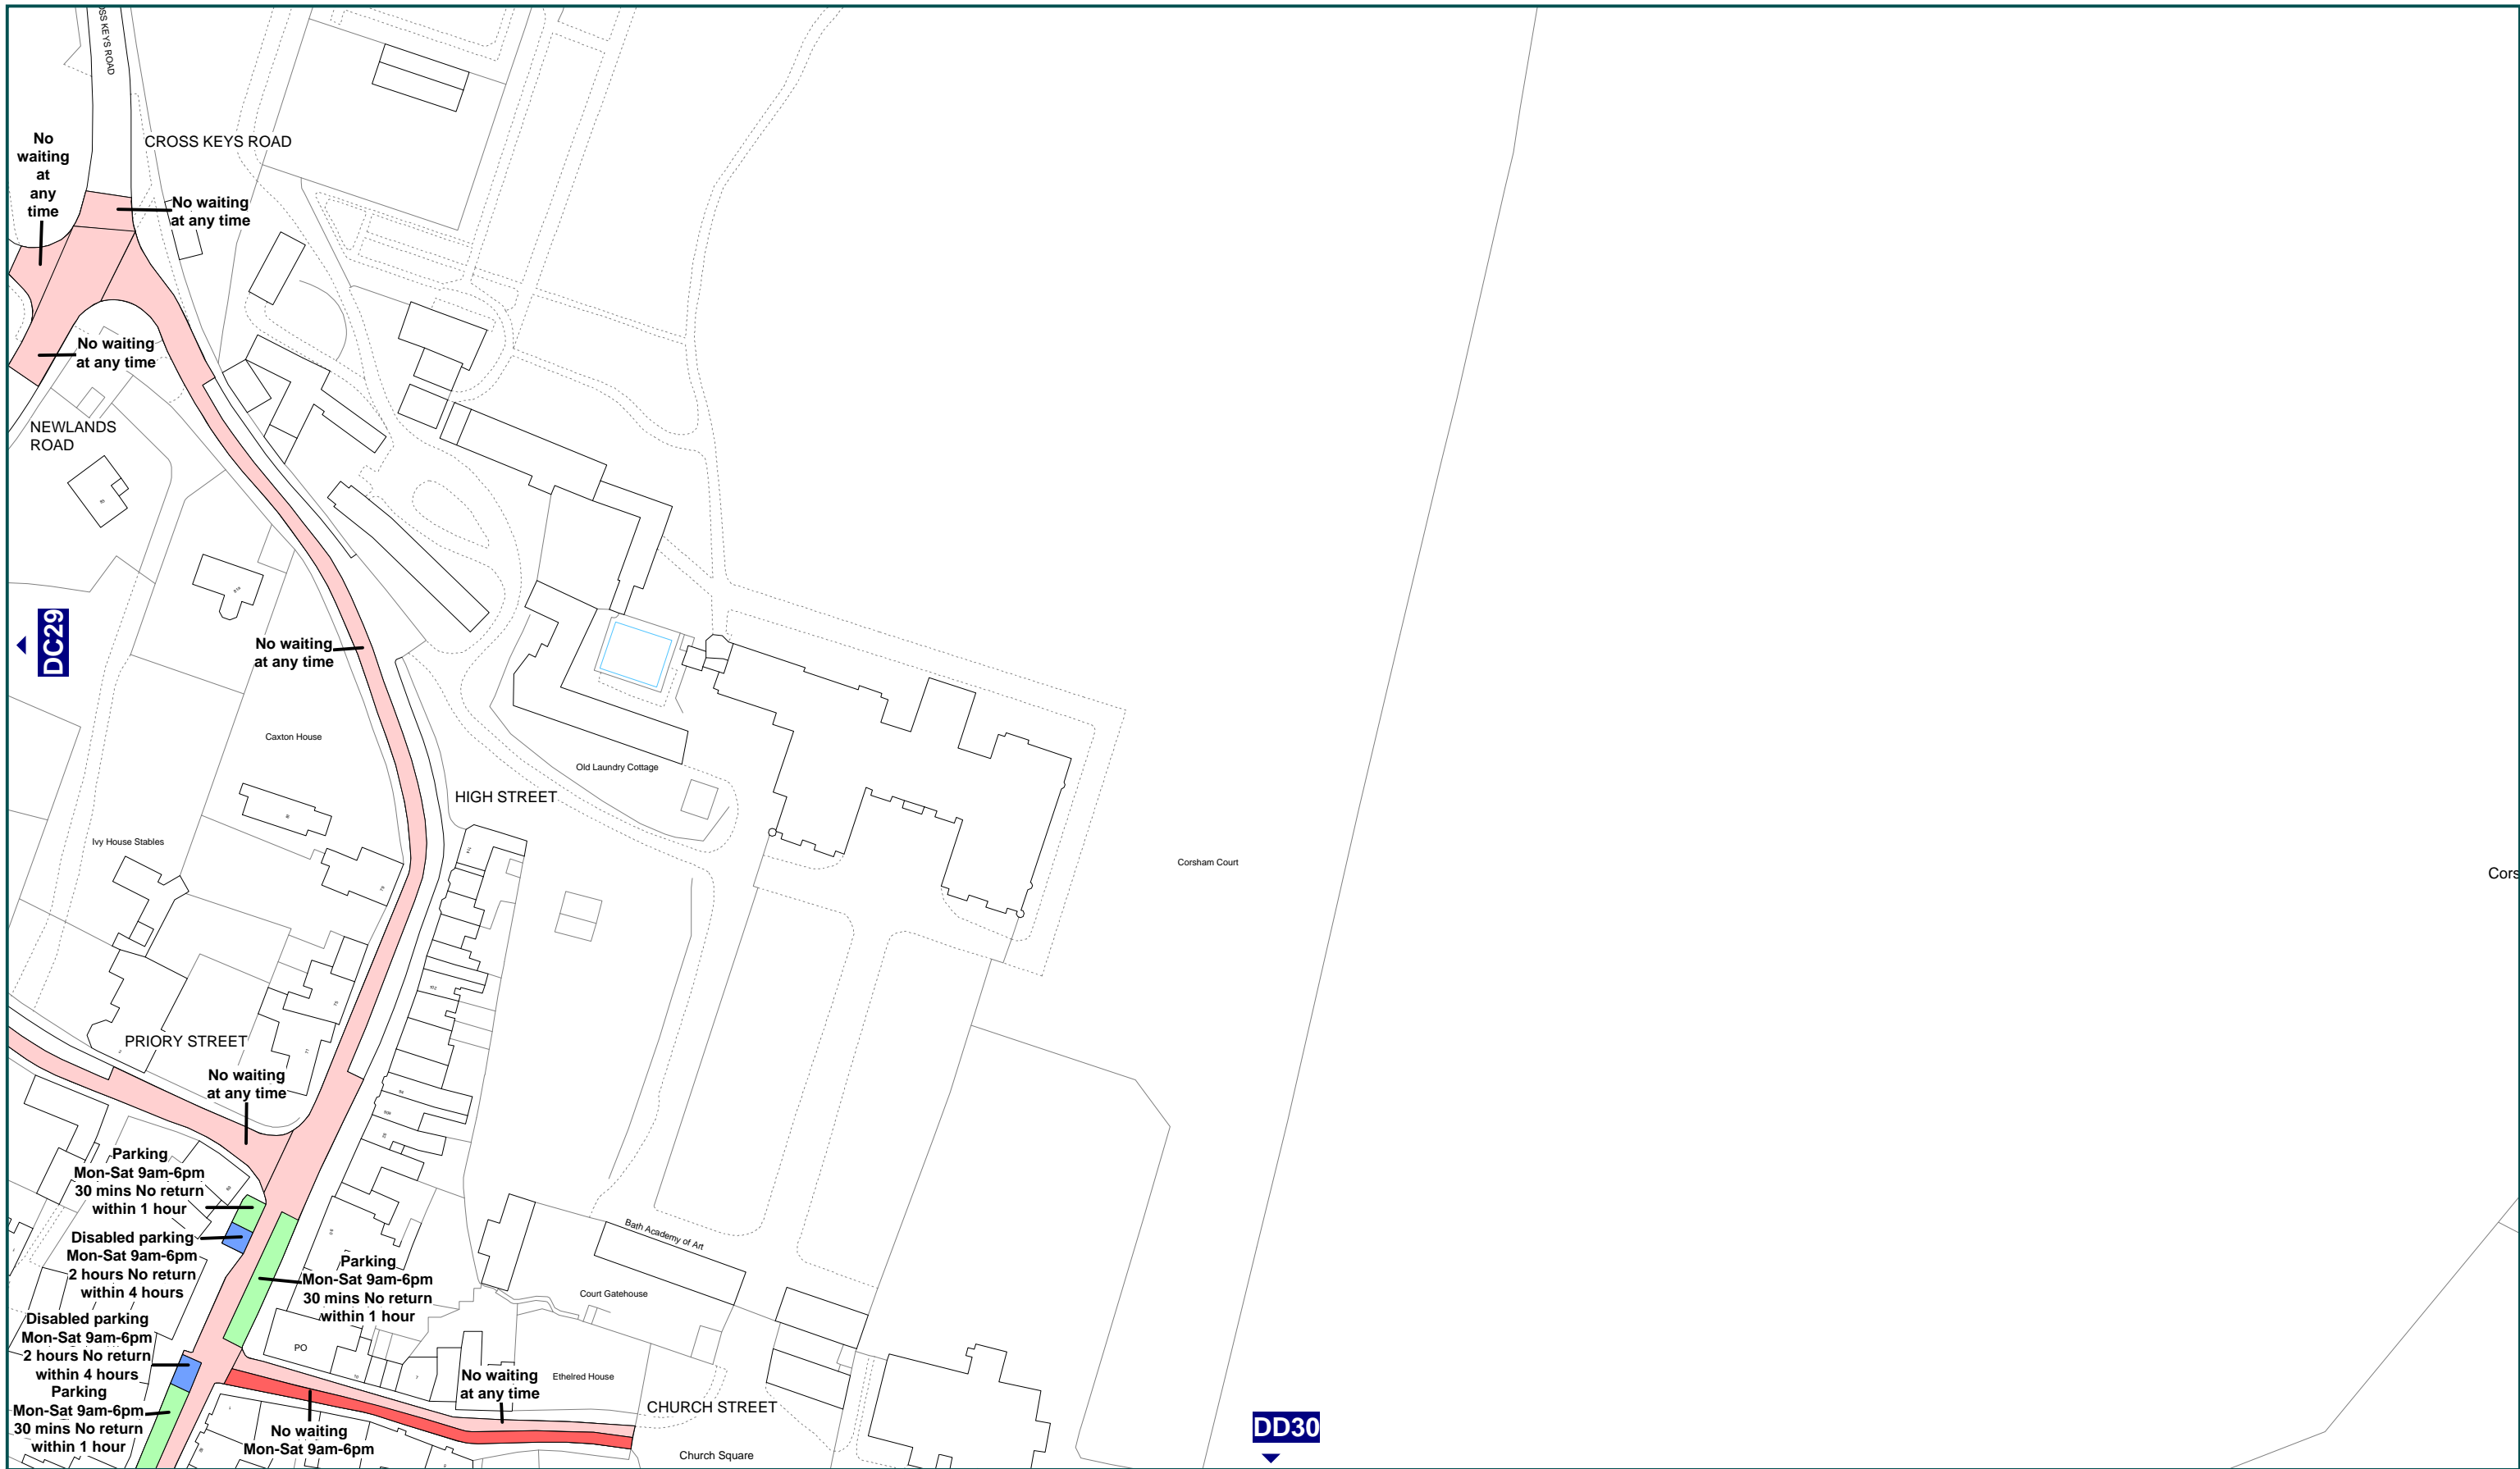 OSS KEYS ROAD
CROSS KEYS ROAD
No
waiting
at
any
time
No waiting
at any time
No waiting
at any time
NEWLANDS
ROAD
DC29
No waiting
at any time
Caxton House
Old Laundry Cottage
HIGH STREET
Ivy House Stables
Corsham Court
Cors
PRIORY STREET
No waiting
at any time
Parking
Mon-Sat 9am-6pm
30 mins No return
within 1 hour
Disabled parking
Mon-Sat 9am-6pm
2 hours No return
within 4 hours
Parking
Mon-Sat 9am-6pm
30 mins No return
within 1 hour
Bath Academy of Art
Court Gatehouse
Disabled parking
Mon-Sat 9am-6pm
2 hours No return
within 4 hours
PO
Parking
Mon-Sat 9am-6pm
30 mins No return
within 1 hour
No waiting
at any time
Ethelred House
CHURCH STREET
No waiting
Mon-Sat 9am-6pm
Church Square
DD30